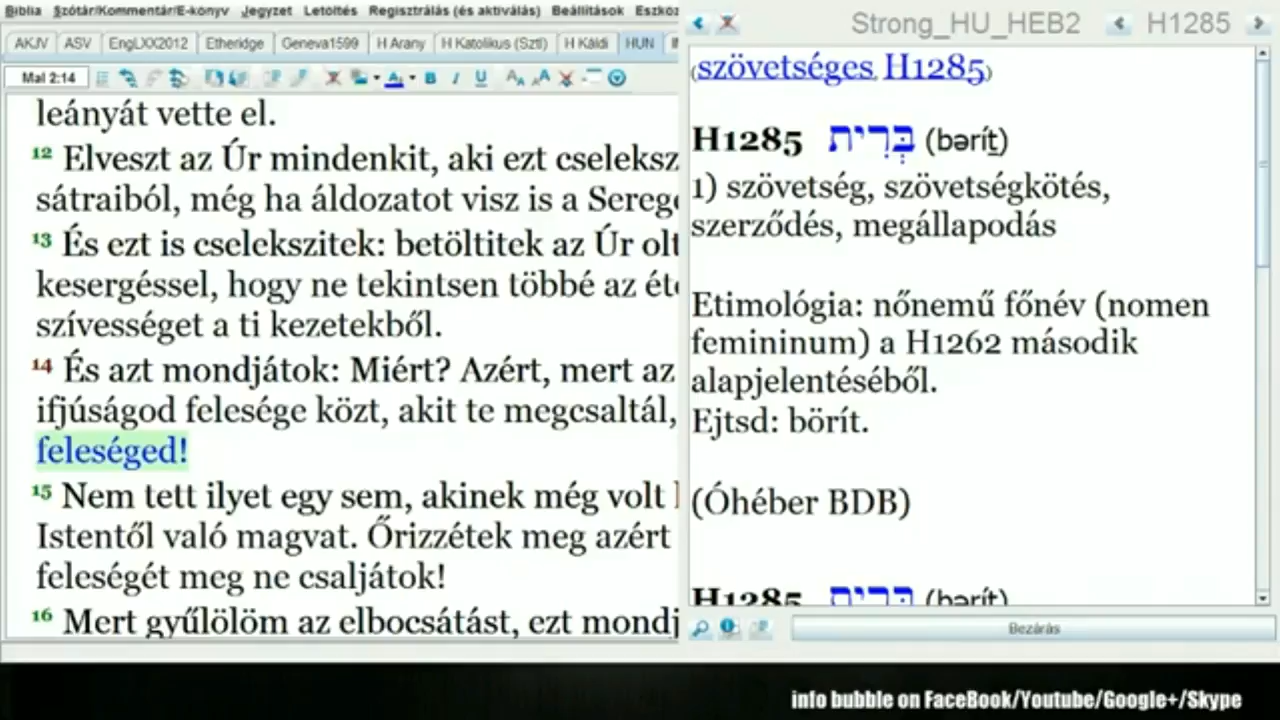 Biblia Szótár/Kommentár/E-könyv Jegyzet Letöltés Regisztrálás (és aktiválás) Beállítások
AKJV ASV EngLXX2012 Etheridge Geneva1599 H Arany H Katolikus (SztI) H Káldi HUN
Mal 2:14
leányát vette el.
12 Elveszt az Úr mindenkit, aki ezt cseleksz
sátraiból, még ha áldozatot visz is a Sereg
13 És ezt is cselekszitek: betöltitek az Úr olt
kesergéssel, hogy ne tekintsen többé az
szívességet a ti kezetekből.
14 És azt mondjátok: Miért? Azért, mert az
ifjúságod felesége közt, akit te megcsaltál,
feleséged!
15 Nem tett ilyet egy sem, akinek még volt
Istentől való magvat. Őrizzétek meg azért
feleségét meg ne csaljátok!
16 Mert gyűlölöm az elbocsátást, ezt mondj
Strong_HU_HEB2 H1285
(szövetséges H1285)
H1285 בְּרִית (bərít)
1) szövetség, szövetségkötés,
szerződés, megállapodás
Etimológia: nőnemű főnév (nomen
femininum) a H1262 második
alapjelentéséből.
Ejtsd: börít.
(Óhéber BDB)
H1285 בְּרִית (bərít)
Bezárás
info bubble on FaceBook/Youtube/Google+/Skype